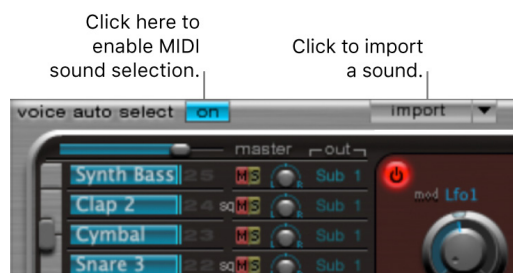 Click here to
enable MIDI
sound selection.
Click to import
a sound.
voice auto select on import
master out
Synth Bass 25 M S Sub 1
Clap 2 24 sq M S Sub 1
Cymbal 23 M S Sub 1
Snare 3 22 sq M S Sub 1
mod Lfo1
L R